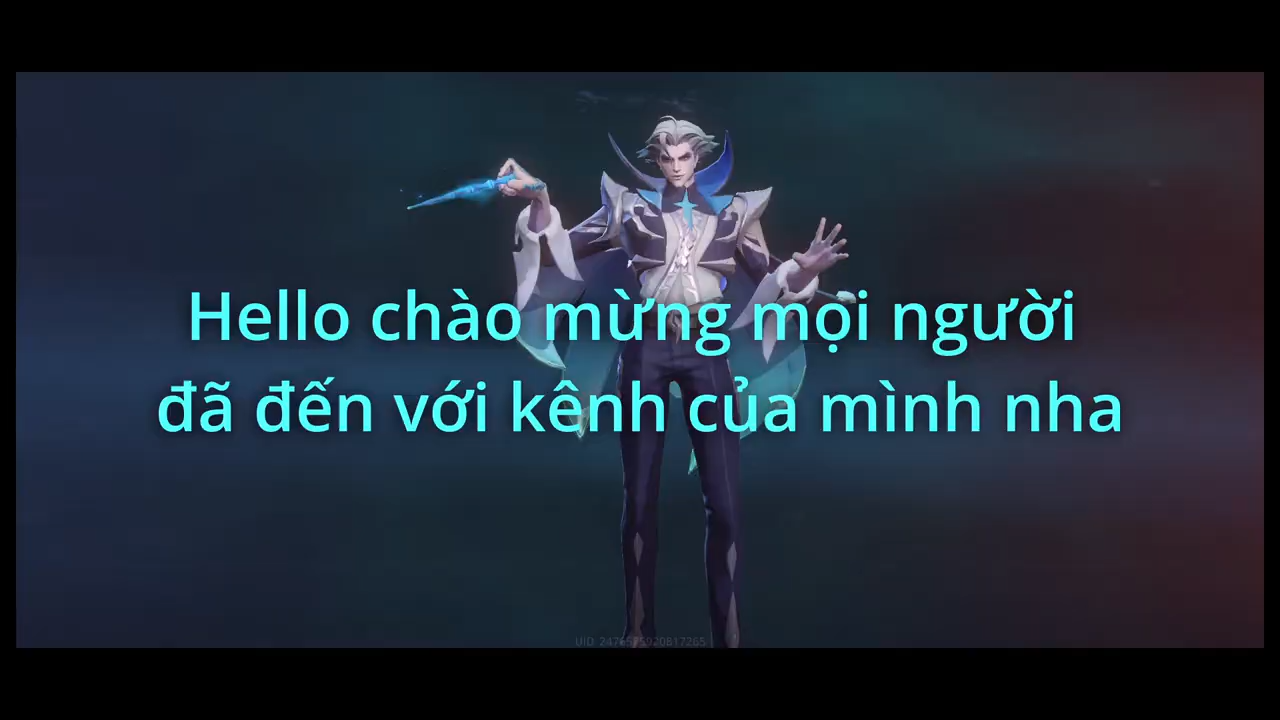 Hello chào mừng mọi người
đã đến với kênh của mình nha